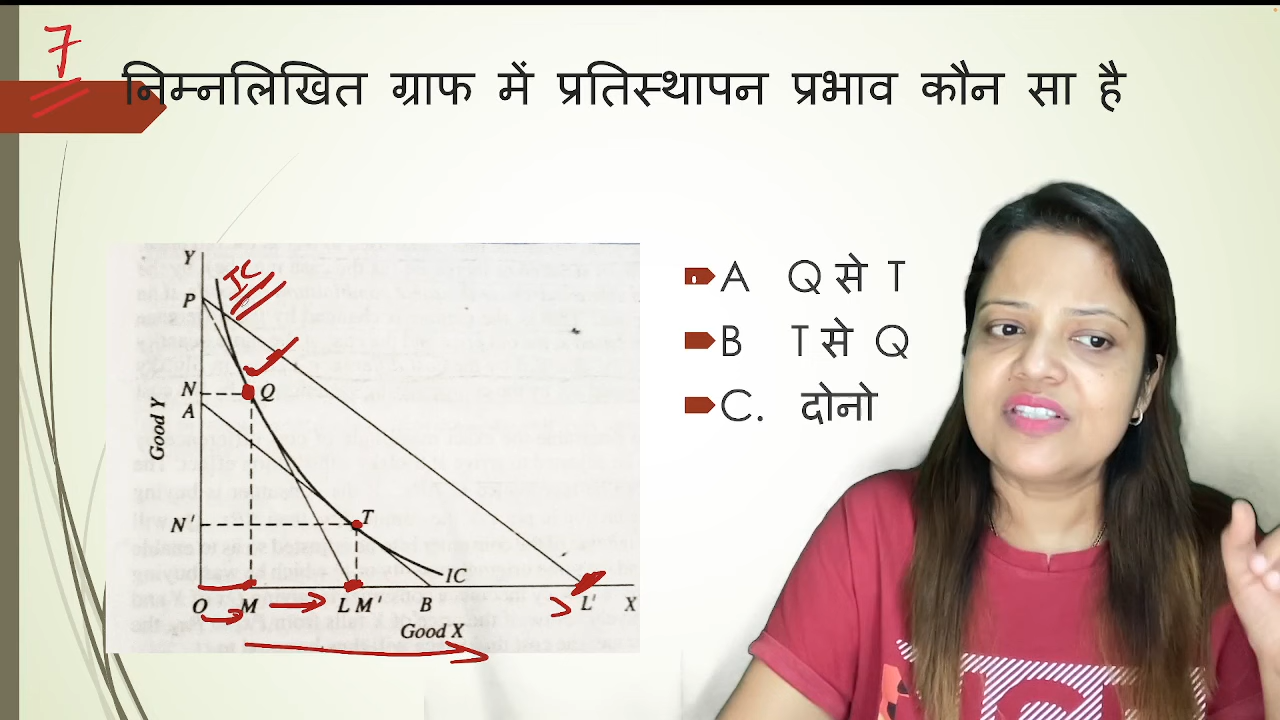 7
निम्नलिखित ग्राफ में प्रतिस्थापन प्रभाव कौन सा है
A Q से T
B T से Q
C. दोनो
Y
P
IC
N Q
A
Good Y
N' T
IC
O M L M' B L' X
Good X